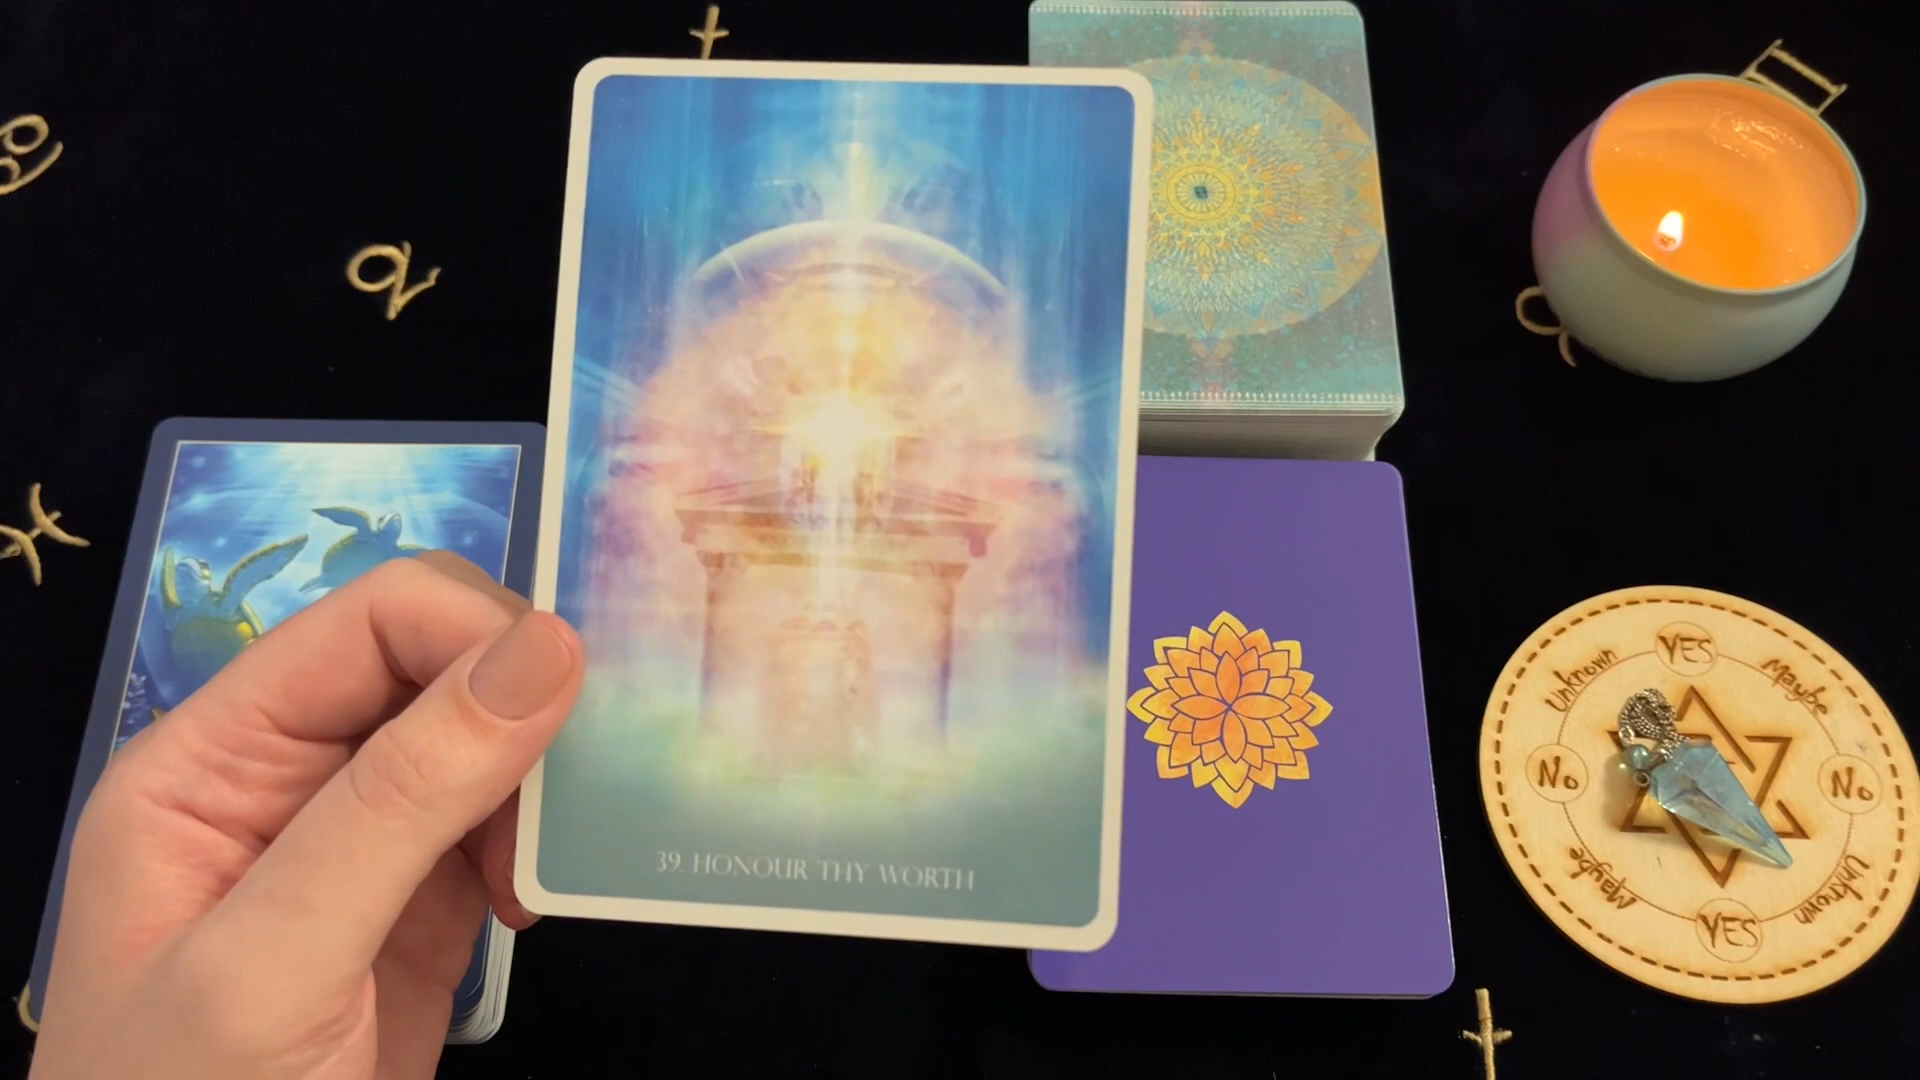 39. HONOUR THY WORTH
YES
Maybe
No
Unknown
YES
Maybe
No
Unknown